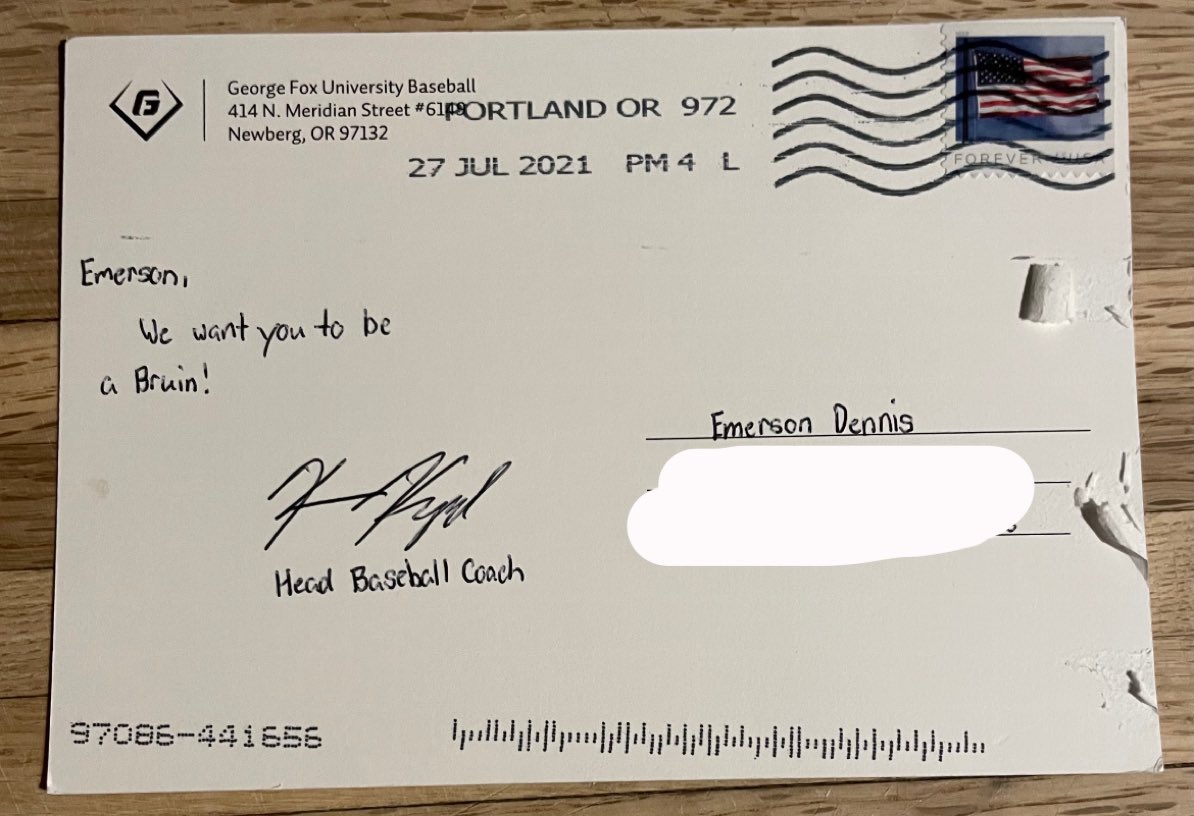 George Fox University Baseball
414 N. Meridian Street #6149
Newberg, OR 97132
PORTLAND OR 972
27 JUL 2021 PM 4 L
FOREVER USA
Emerson,
We want you to be
a Bruin!
Emerson Dennis
Head Baseball Coach
97086-441656